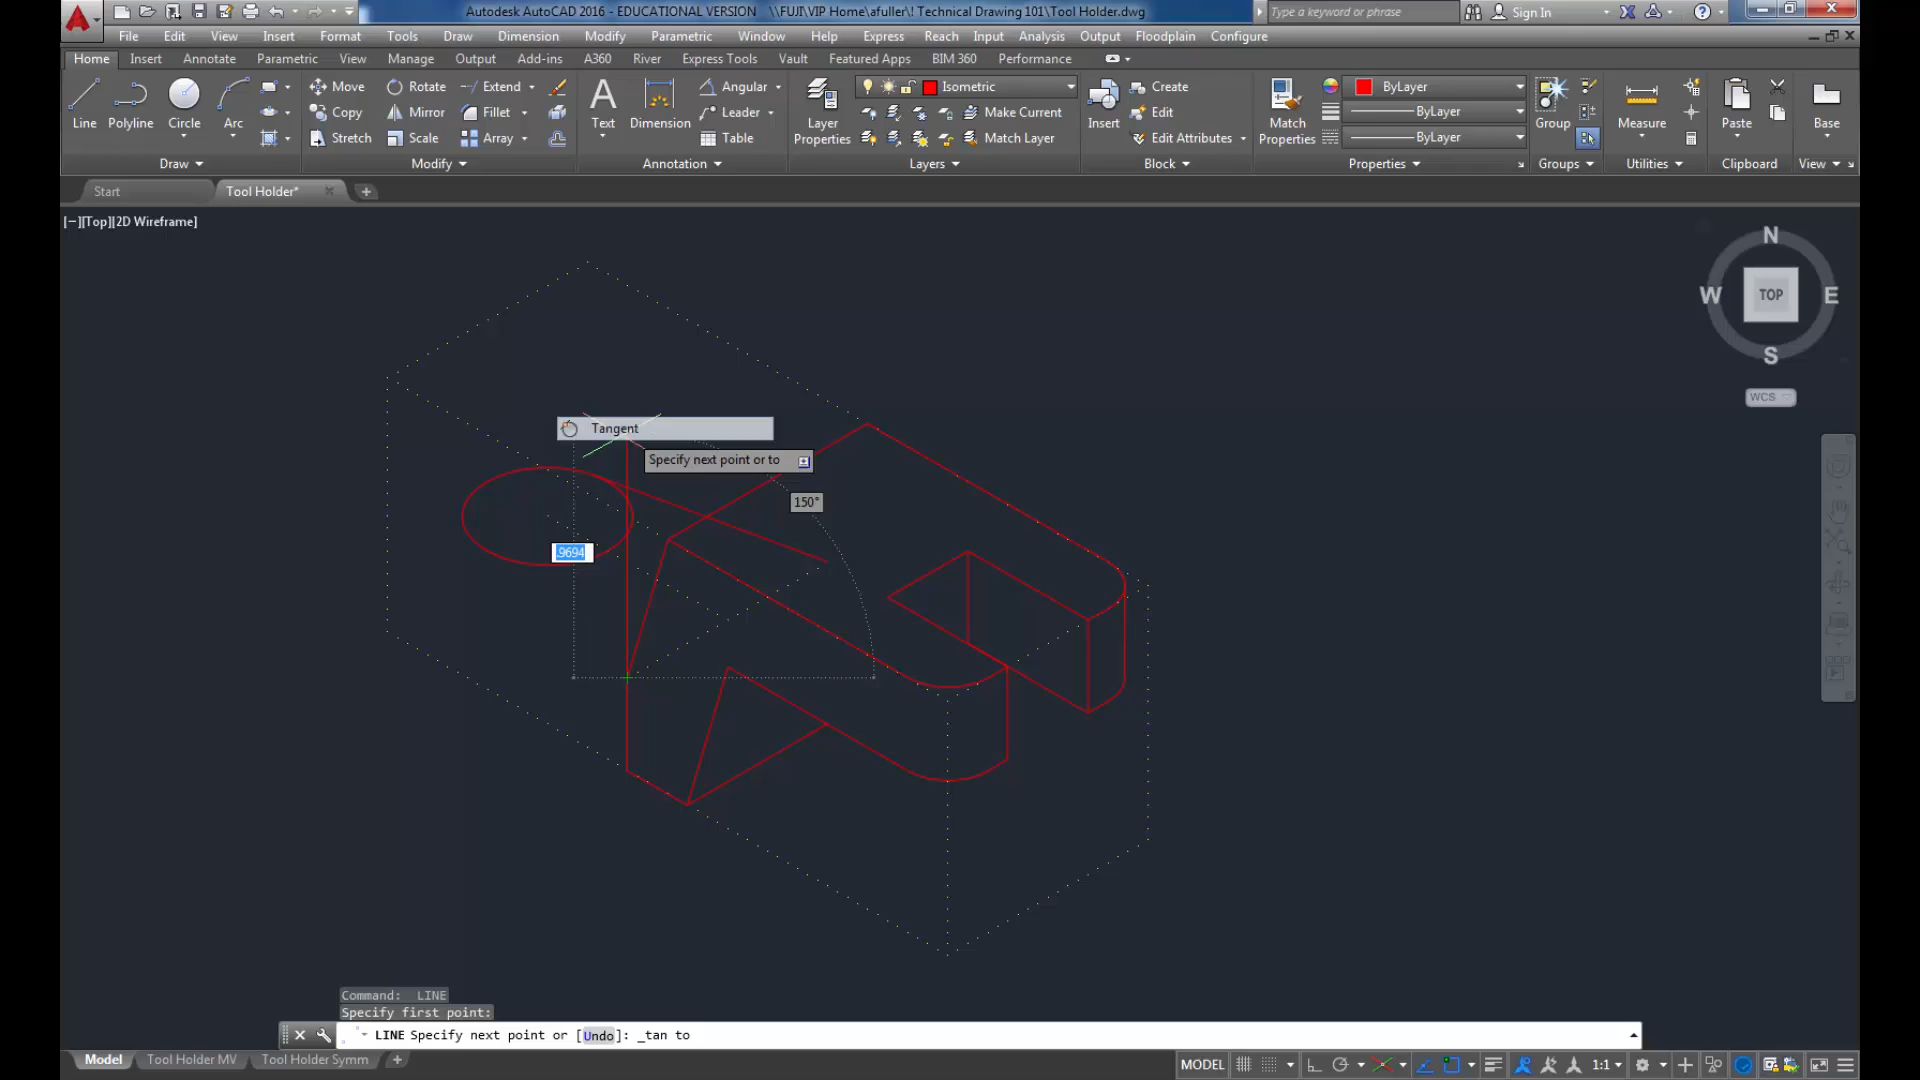 Autodesk AutoCAD 2016 - EDUCATIONAL VERSION \\FUJI\VIP Home\afuller\! Technical Drawing 101\Tool Holder.dwg
Type a keyword or phrase
Sign In
File Edit View Insert Format Tools Draw Dimension Modify Parametric Window Help Express Reach Input Analysis Output Floodplain Configure
Home Insert Annotate Parametric View Manage Output Add-ins A360 River Express Tools Vault Featured Apps BIM 360 Performance
Line Polyline Circle Arc
Move Rotate Extend
Copy Mirror Fillet
Stretch Scale Array
Text Dimension
Angular
Leader
Table
Layer Properties
Isometric
Make Current
Match Layer
Insert
Create
Edit
Edit Attributes
Match Properties
ByLayer
ByLayer
ByLayer
Group
Measure
Paste
Base
Draw Modify Annotation Layers Block Properties Groups Utilities Clipboard View
Start Tool Holder*
[−][Top][2D Wireframe]
N
W TOP E
S
WCS
Tangent
Specify next point or to
150°
.9694
Command: LINE
Specify first point:
LINE Specify next point or [Undo]: _tan to
Model Tool Holder MV Tool Holder Symm
MODEL 1:1